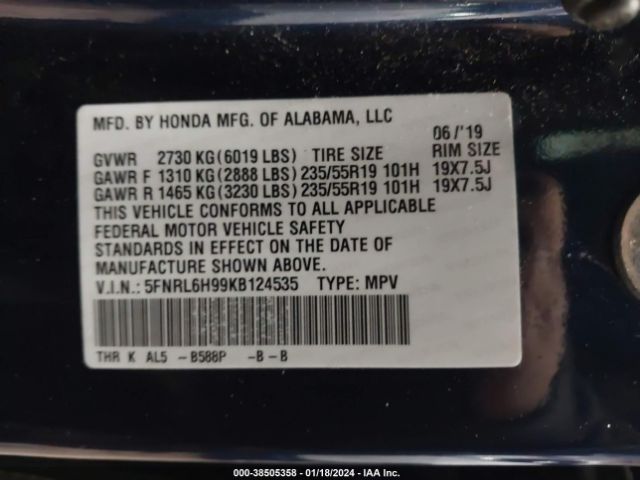 MFD. BY HONDA MFG. OF ALABAMA, LLC
06/'19
GVWR 2730 KG(6019 LBS) TIRE SIZE RIM SIZE
GAWR F 1310 KG(2888 LBS)235/55R19 101H 19X7.5J
GAWR R 1465 KG(3230 LBS)235/55R19 101H 19X7.5J
THIS VEHICLE CONFORMS TO ALL APPLICABLE
FEDERAL MOTOR VEHICLE SAFETY
STANDARDS IN EFFECT ON THE DATE OF
MANUFACTURE SHOWN ABOVE.
V.I.N.: 5FNRL6H99KB124535 TYPE: MPV
THR K AL5 -B588P -B-B
000-38505358 - 01/18/2024 - IAA Inc.